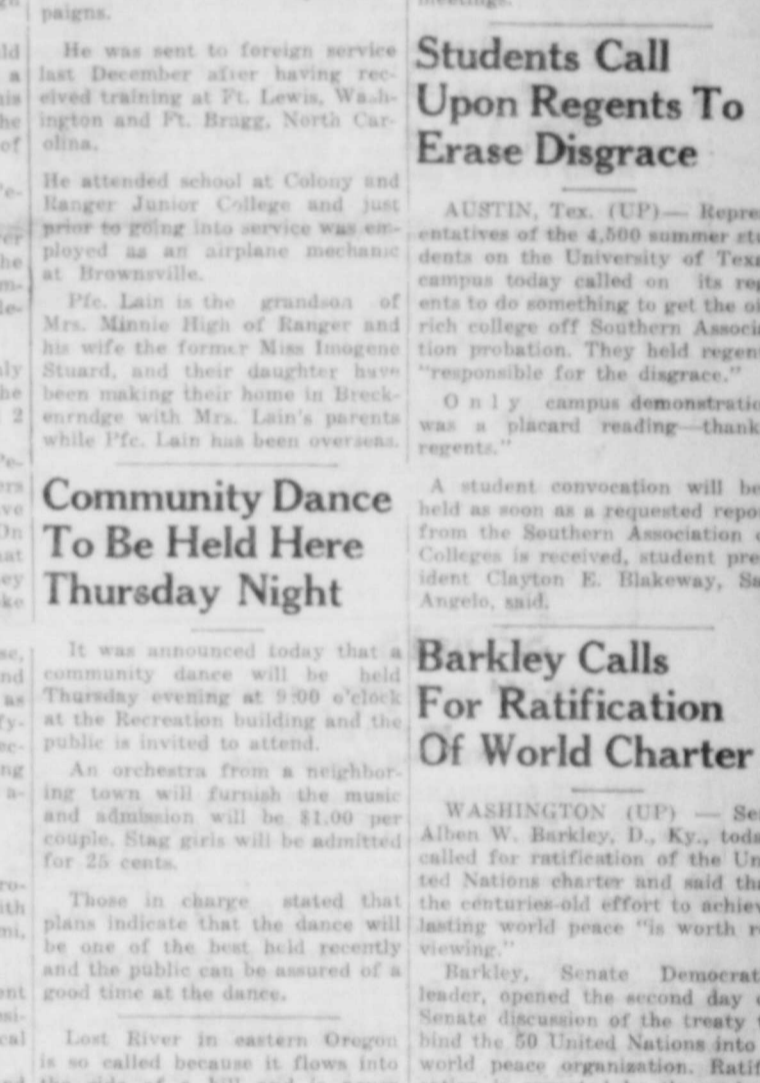 paigns.
He was sent to foreign service
last December after having rec-
eived training at Ft. Lewis, Wash-
ington and Ft. Bragg, North Car-
olina.
He attended school at Colony and
Ranger Junior College and just
prior to going into service was em-
ployed as an airplane mechanic
at Brownsville.
Pfc. Lain is the grandson of
Mrs. Minnie High of Ranger and
his wife the former Miss Imogene
Stuard, and their daughter have
been making their home in Breck-
enrndge with Mrs. Lain's parents
while Pfc. Lain has been overseas.
Community Dance
To Be Held Here
Thursday Night
It was announced today that a
community dance will be held
Thursday evening at 9:00 o'clock
at the Recreation building and the
public is invited to attend.
An orchestra from a neighbor-
ing town will furnish the music
and admission will be $1.00 per
couple. Stag girls will be admitted
for 25 cents.
Those in charge stated that
plans indicate that the dance will
be one of the best held recently
and the public can be assured of a
good time at the dance.
Lost River in eastern Oregon
is so called because it flows into
meetings.
Students Call
Upon Regents To
Erase Disgrace
AUSTIN, Tex. (UP)— Repre
entatives of the 4,500 summer stu
dents on the University of Texa
campus today called on its reg
ents to do something to get the oi
rich college off Southern Associa
tion probation. They held regent
"responsible for the disgrace."
Only campus demonstratio
was a placard reading—thank
regents."
A student convocation will be
held as soon as a requested repo
from the Southern Association
Colleges is received, student pre
ident Clayton E. Blakeway, Sa
Angelo, said.
Barkley Calls
For Ratification
Of World Charter
WASHINGTON (UP) — Se
Alben W. Barkley, D., Ky., toda
called for ratification of the Un
ted Nations charter and said tha
the centuries-old effort to achiev
lasting world peace "is worth r
viewing."
Barkley, Senate Democrat
leader, opened the second day
Senate discussion of the treaty
bind the 50 United Nations into
world peace organization. Ratif